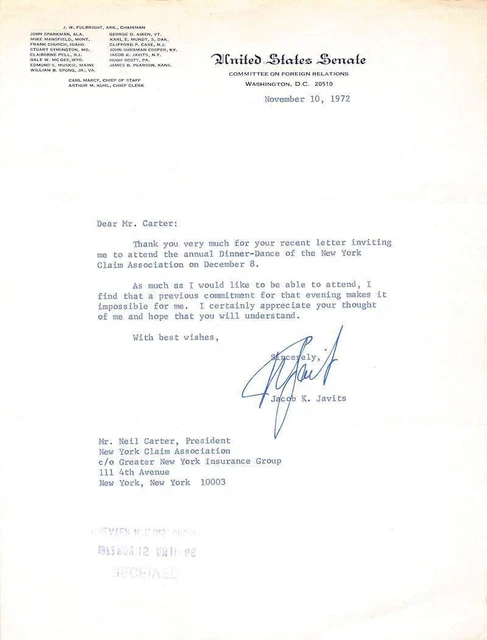 J. W. FULBRIGHT, ARK., CHAIRMAN
JOHN SPARKMAN, ALA. GEORGE D. AIKEN, VT.
MIKE MANSFIELD, MONT. KARL E. MUNDT, S. DAK.
FRANK CHURCH, IDAHO CLIFFORD P. CASE, N.J.
STUART SYMINGTON, MO. JOHN SHERMAN COOPER, KY.
CLAIBORNE PELL, R.I. JACOB K. JAVITS, N.Y.
GALE W. MCGEE, WYO. HUGH SCOTT, PA.
EDMUND S. MUSKIE, MAINE JAMES B. PEARSON, KANS.
WILLIAM B. SPONG, JR., VA.
CARL MARCY, CHIEF OF STAFF
ARTHUR M. KUHL, CHIEF CLERK
United States Senate
COMMITTEE ON FOREIGN RELATIONS
WASHINGTON, D.C. 20510
November 10, 1972
Dear Mr. Carter:
Thank you very much for your recent letter inviting
me to attend the annual Dinner-Dance of the New York
Claim Association on December 8.
As much as I would like to be able to attend, I
find that a previous commitment for that evening makes it
impossible for me. I certainly appreciate your thought
of me and hope that you will understand.
With best wishes,
Sincerely,
Jacob K. Javits
Mr. Neil Carter, President
New York Claim Association
c/o Greater New York Insurance Group
111 4th Avenue
New York, New York 10003
RECEIVED